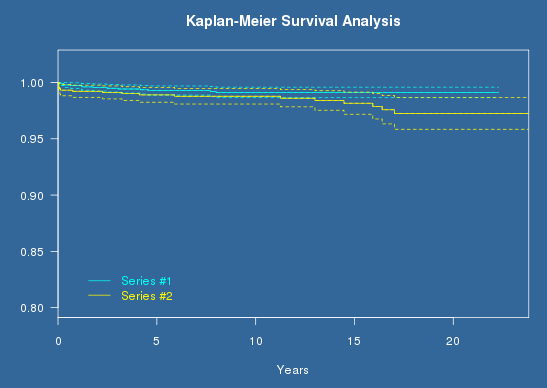 Kaplan-Meier Survival Analysis
1.00
0.95
0.90
0.85
0.80
Series #1
Series #2
0 5 10 15 20
Years